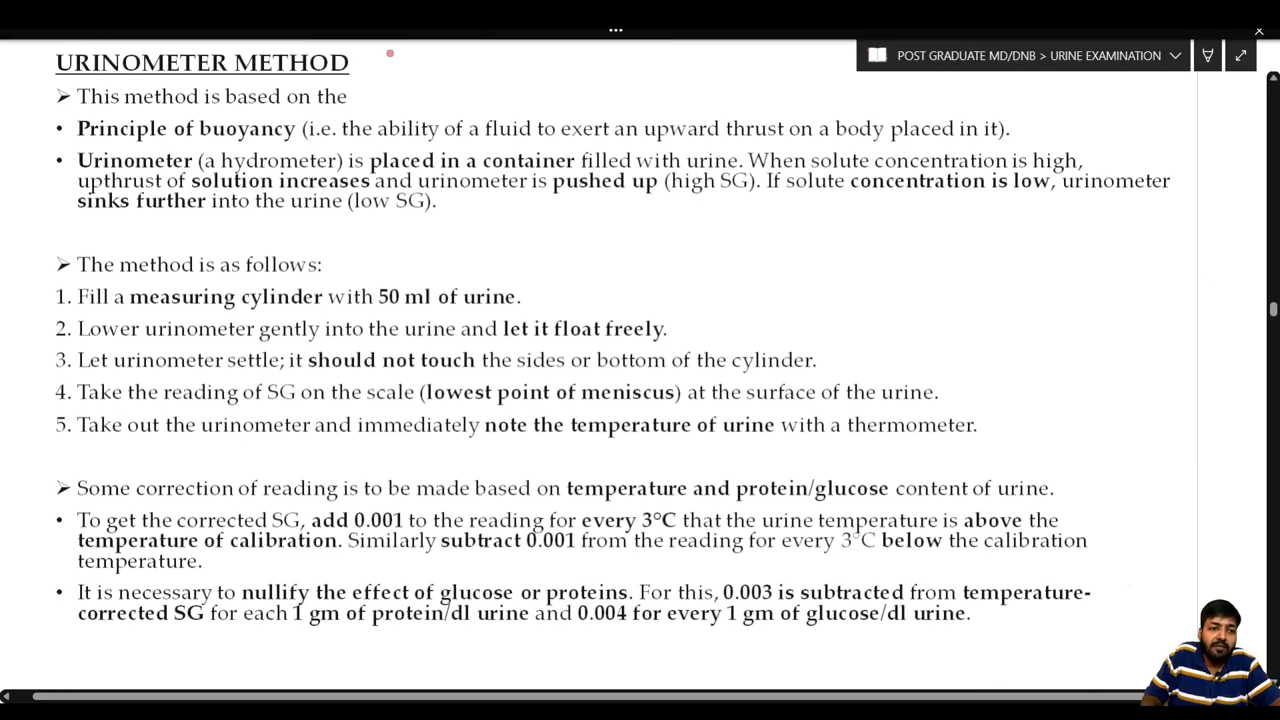 POST GRADUATE MD/DNB > URINE EXAMINATION
URINOMETER METHOD
➤ This method is based on the
• Principle of buoyancy (i.e. the ability of a fluid to exert an upward thrust on a body placed in it).
• Urinometer (a hydrometer) is placed in a container filled with urine. When solute concentration is high,
upthrust of solution increases and urinometer is pushed up (high SG). If solute concentration is low, urinometer
sinks further into the urine (low SG).
➤ The method is as follows:
1. Fill a measuring cylinder with 50 ml of urine.
2. Lower urinometer gently into the urine and let it float freely.
3. Let urinometer settle; it should not touch the sides or bottom of the cylinder.
4. Take the reading of SG on the scale (lowest point of meniscus) at the surface of the urine.
5. Take out the urinometer and immediately note the temperature of urine with a thermometer.
➤ Some correction of reading is to be made based on temperature and protein/glucose content of urine.
• To get the corrected SG, add 0.001 to the reading for every 3°C that the urine temperature is above the
temperature of calibration. Similarly subtract 0.001 from the reading for every 3°C below the calibration
temperature.
• It is necessary to nullify the effect of glucose or proteins. For this, 0.003 is subtracted from temperature-
corrected SG for each 1 gm of protein/dl urine and 0.004 for every 1 gm of glucose/dl urine.